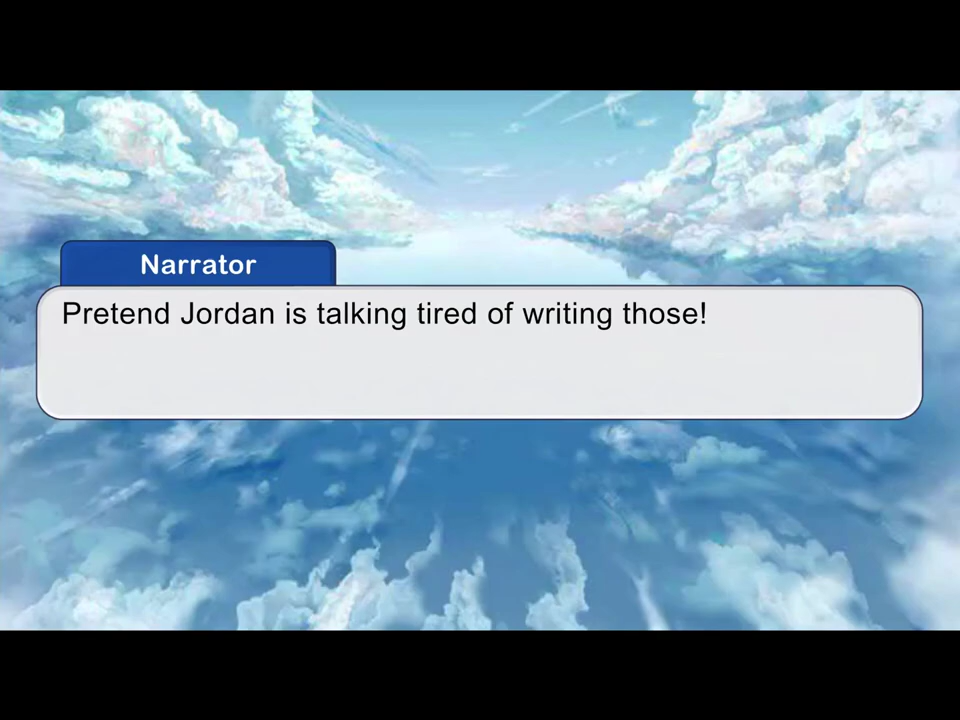 Narrator
Pretend Jordan is talking tired of writing those!